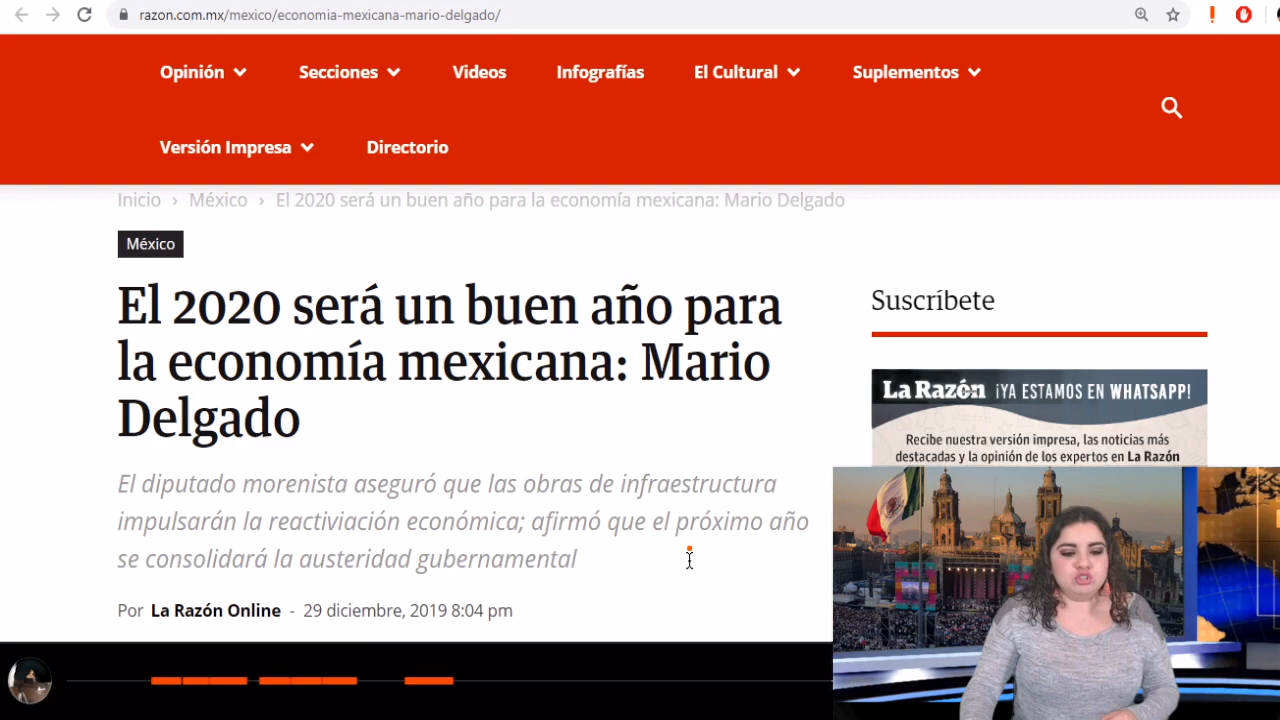 razon.com.mx/mexico/economia-mexicana-mario-delgado/
Opinión
Secciones
Videos
Infografías
El Cultural
Suplementos
Versión Impresa
Directorio
Inicio › México › El 2020 será un buen año para la economía mexicana: Mario Delgado
México
El 2020 será un buen año para
la economía mexicana: Mario
Delgado
El diputado morenista aseguró que las obras de infraestructura
impulsarán la reactiviación económica; afirmó que el próximo año
se consolidará la austeridad gubernamental
Por La Razón Online - 29 diciembre, 2019 8:04 pm
Suscríbete
La Razón ¡YA ESTAMOS EN WHATSAPP!
Recibe nuestra versión impresa, las noticias más
destacadas y la opinión de los expertos en La Razón